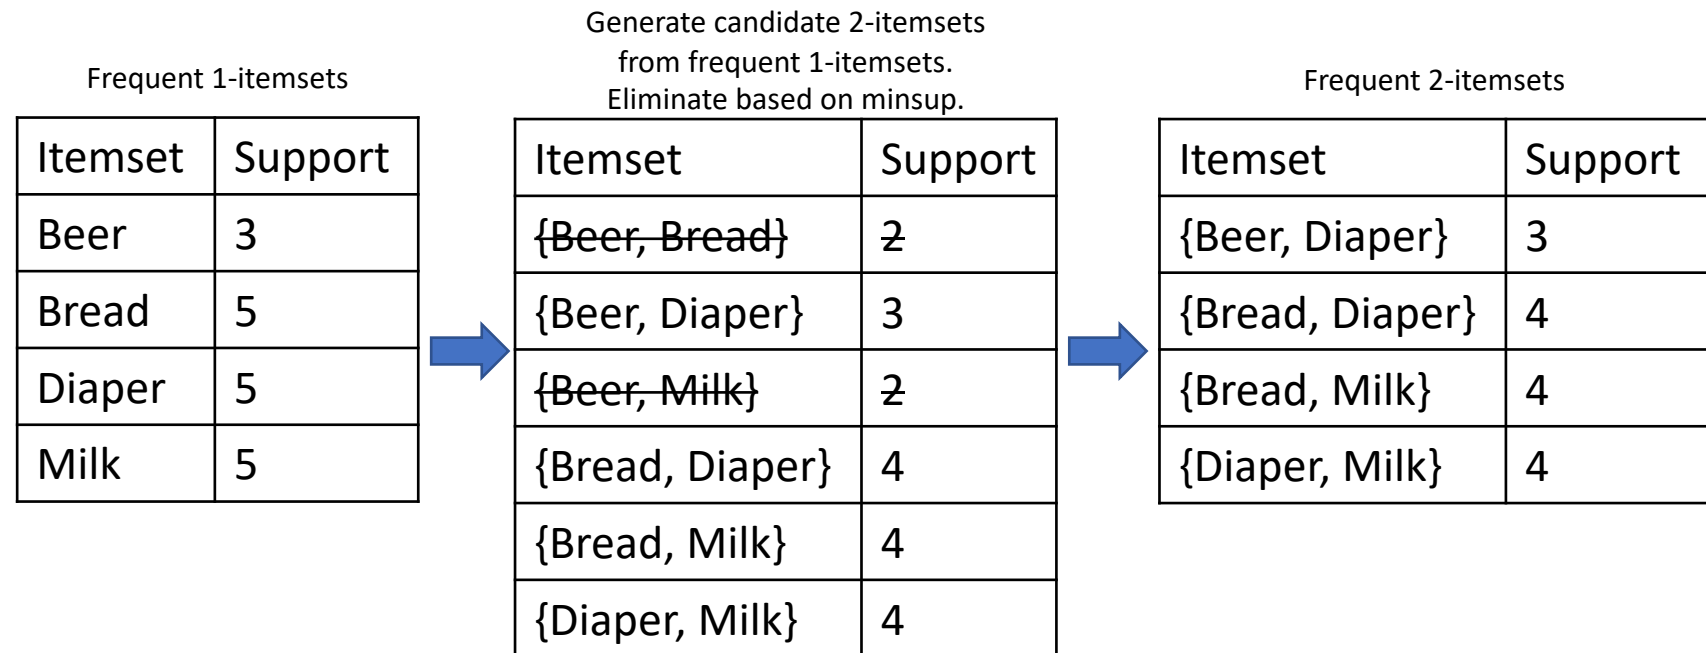 Generate candidate 2-itemsets
from frequent 1-itemsets.
Eliminate based on minsup.
Frequent 1-itemsets
Itemset Support
Beer 3
Bread 5
Diaper 5
Milk 5
Itemset Support
{Beer, Bread} 2
{Beer, Diaper} 3
{Beer, Milk} 2
{Bread, Diaper} 4
{Bread, Milk} 4
{Diaper, Milk} 4
Frequent 2-itemsets
Itemset Support
{Beer, Diaper} 3
{Bread, Diaper} 4
{Bread, Milk} 4
{Diaper, Milk} 4